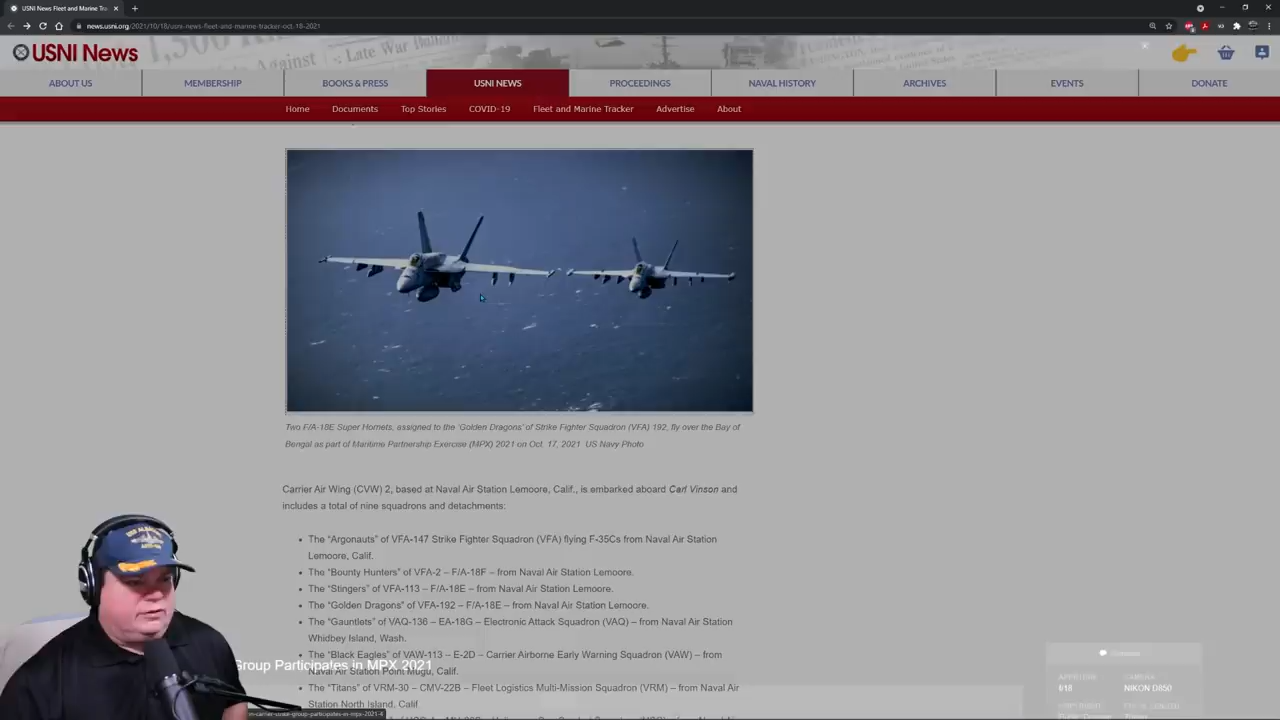 USNI News Fleet and Marine Tra
news.usni.org/2021/10/18/usni-news-fleet-and-marine-tracker-oct-18-2021
USNI News
Late War
Against
ABOUT US MEMBERSHIP BOOKS & PRESS USNI NEWS PROCEEDINGS NAVAL HISTORY ARCHIVES EVENTS DONATE
Home Documents Top Stories COVID-19 Fleet and Marine Tracker Advertise About
Two F/A-18E Super Hornets, assigned to the 'Golden Dragons' of Strike Fighter Squadron (VFA) 192, fly over the Bay of
Bengal as part of Maritime Partnership Exercise (MPX) 2021 on Oct. 17, 2021. US Navy Photo
Carrier Air Wing (CVW) 2, based at Naval Air Station Lemoore, Calif., is embarked aboard Carl Vinson and
includes a total of nine squadrons and detachments:
The "Argonauts" of VFA-147 Strike Fighter Squadron (VFA) flying F-35Cs from Naval Air Station
Lemoore, Calif.
The "Bounty Hunters" of VFA-2 – F/A-18F – from Naval Air Station Lemoore.
The "Stingers" of VFA-113 – F/A-18E – from Naval Air Station Lemoore.
The "Golden Dragons" of VFA-192 – F/A-18E – from Naval Air Station Lemoore.
The "Gauntlets" of VAQ-136 – EA-18G – Electronic Attack Squadron (VAQ) – from Naval Air Station
Whidbey Island, Wash.
The "Black Eagles" of VAW-113 – E-2D – Carrier Airborne Early Warning Squadron (VAW) – from
Naval Air Station Point Mugu, Calif.
Group Participates in MPX 2021
The "Titans" of VRM-30 – CMV-22B – Fleet Logistics Multi-Mission Squadron (VRM) – from Naval Air
Station North Island, Calif
f/18
NIKON D850